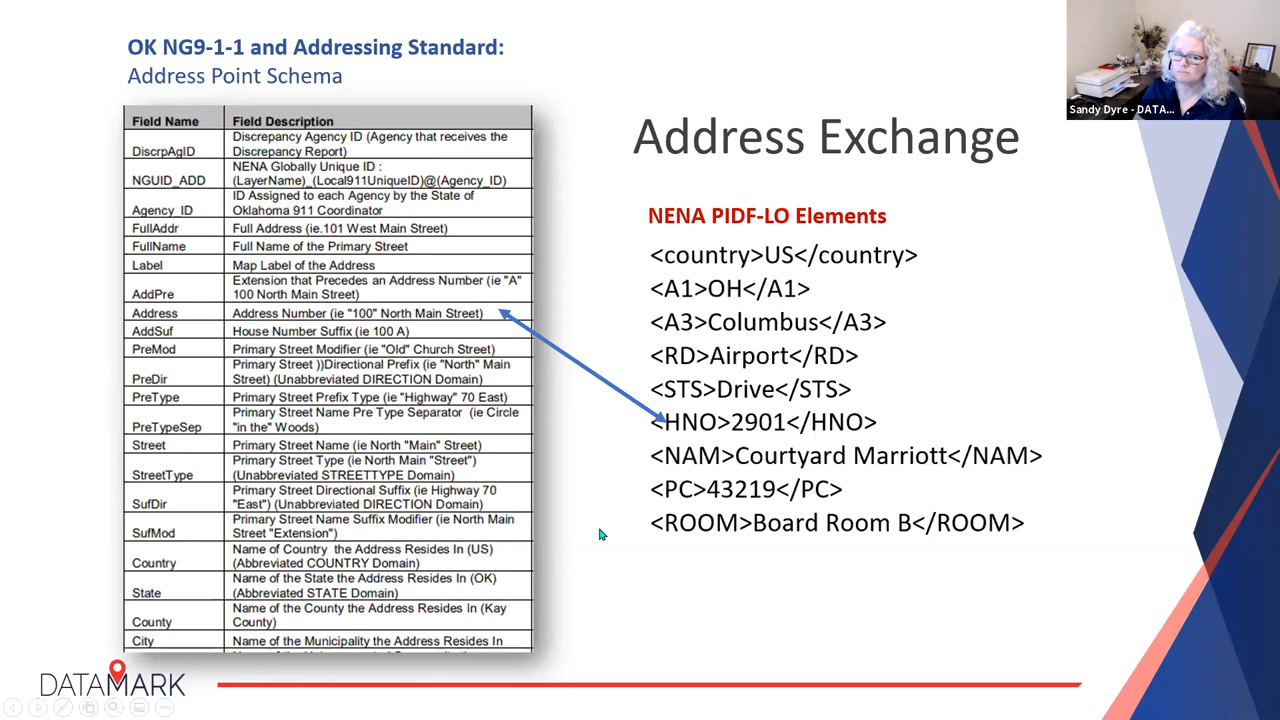 OK NG9-1-1 and Addressing Standard:
Address Point Schema
Sandy Dyre - DATA...
Field Name Field Description
DiscrpAgID Discrepancy Agency ID (Agency that receives the
Discrepancy Report)
NGUID_ADD NENA Globally Unique ID :
(LayerName)_(Local911UniqueID)@(Agency_ID)
Agency_ID ID Assigned to each Agency by the State of
Oklahoma 911 Coordinator
FullAddr Full Address (ie.101 West Main Street)
FullName Full Name of the Primary Street
Label Map Label of the Address
AddPre Extension that Precedes an Address Number (ie "A"
100 North Main Street)
Address Address Number (ie "100" North Main Street)
AddSuf House Number Suffix (ie 100 A)
PreMod Primary Street Modifier (ie "Old" Church Street)
PreDir Primary Street ))Directional Prefix (ie "North" Main
Street) (Unabbreviated DIRECTION Domain)
PreType Primary Street Prefix Type (ie "Highway" 70 East)
PreTypeSep Primary Street Name Pre Type Separator (ie Circle
"in the" Woods)
Street Primary Street Name (ie North "Main" Street)
StreetType Primary Street Type (ie North Main "Street")
(Unabbreviated STREETTYPE Domain)
SufDir Primary Street Directional Suffix (ie Highway 70
"East") (Unabbreviated DIRECTION Domain)
SufMod Primary Street Name Suffix Modifier (ie North Main
Street "Extension")
Country Name of Country the Address Resides In (US)
(Abbreviated COUNTRY Domain)
State Name of the State the Address Resides In (OK)
(Abbreviated STATE Domain)
County Name of the County the Address Resides In (Kay
County)
City Name of the Municipality the Address Resides In
Address Exchange
NENA PIDF-LO Elements
<country>US</country>
<A1>OH</A1>
<A3>Columbus</A3>
<RD>Airport</RD>
<STS>Drive</STS>
<HNO>2901</HNO>
<NAM>Courtyard Marriott</NAM>
<PC>43219</PC>
<ROOM>Board Room B</ROOM>
DATAMARK